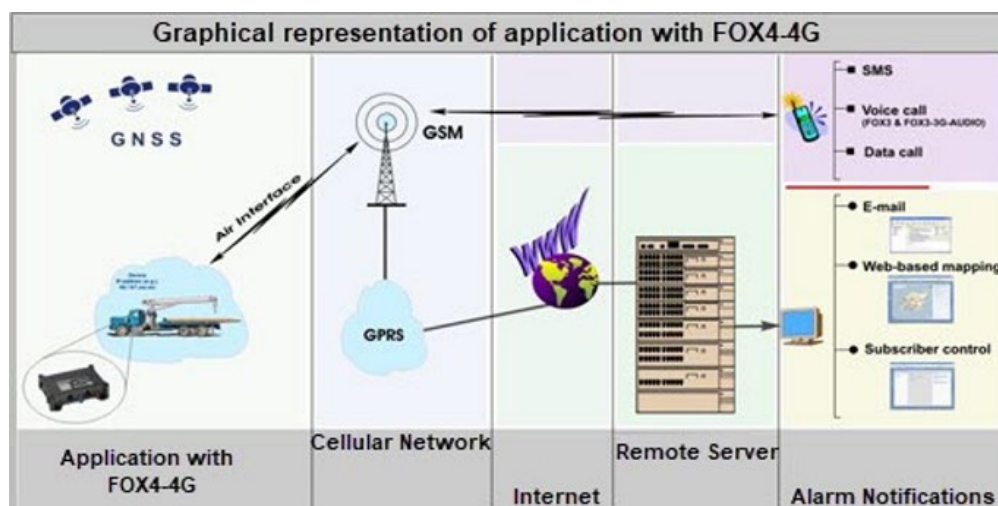 Graphical representation of application with FOX4-4G
GNSS
Air Interface
GSM
GPRS
WWW
SMS
Voice call
(FOX3 & FOX3-3G-AUDIO)
Data call
E-mail
Web-based mapping
Subscriber control
Application with
FOX4-4G
Cellular Network
Internet
Remote Server
Alarm Notifications